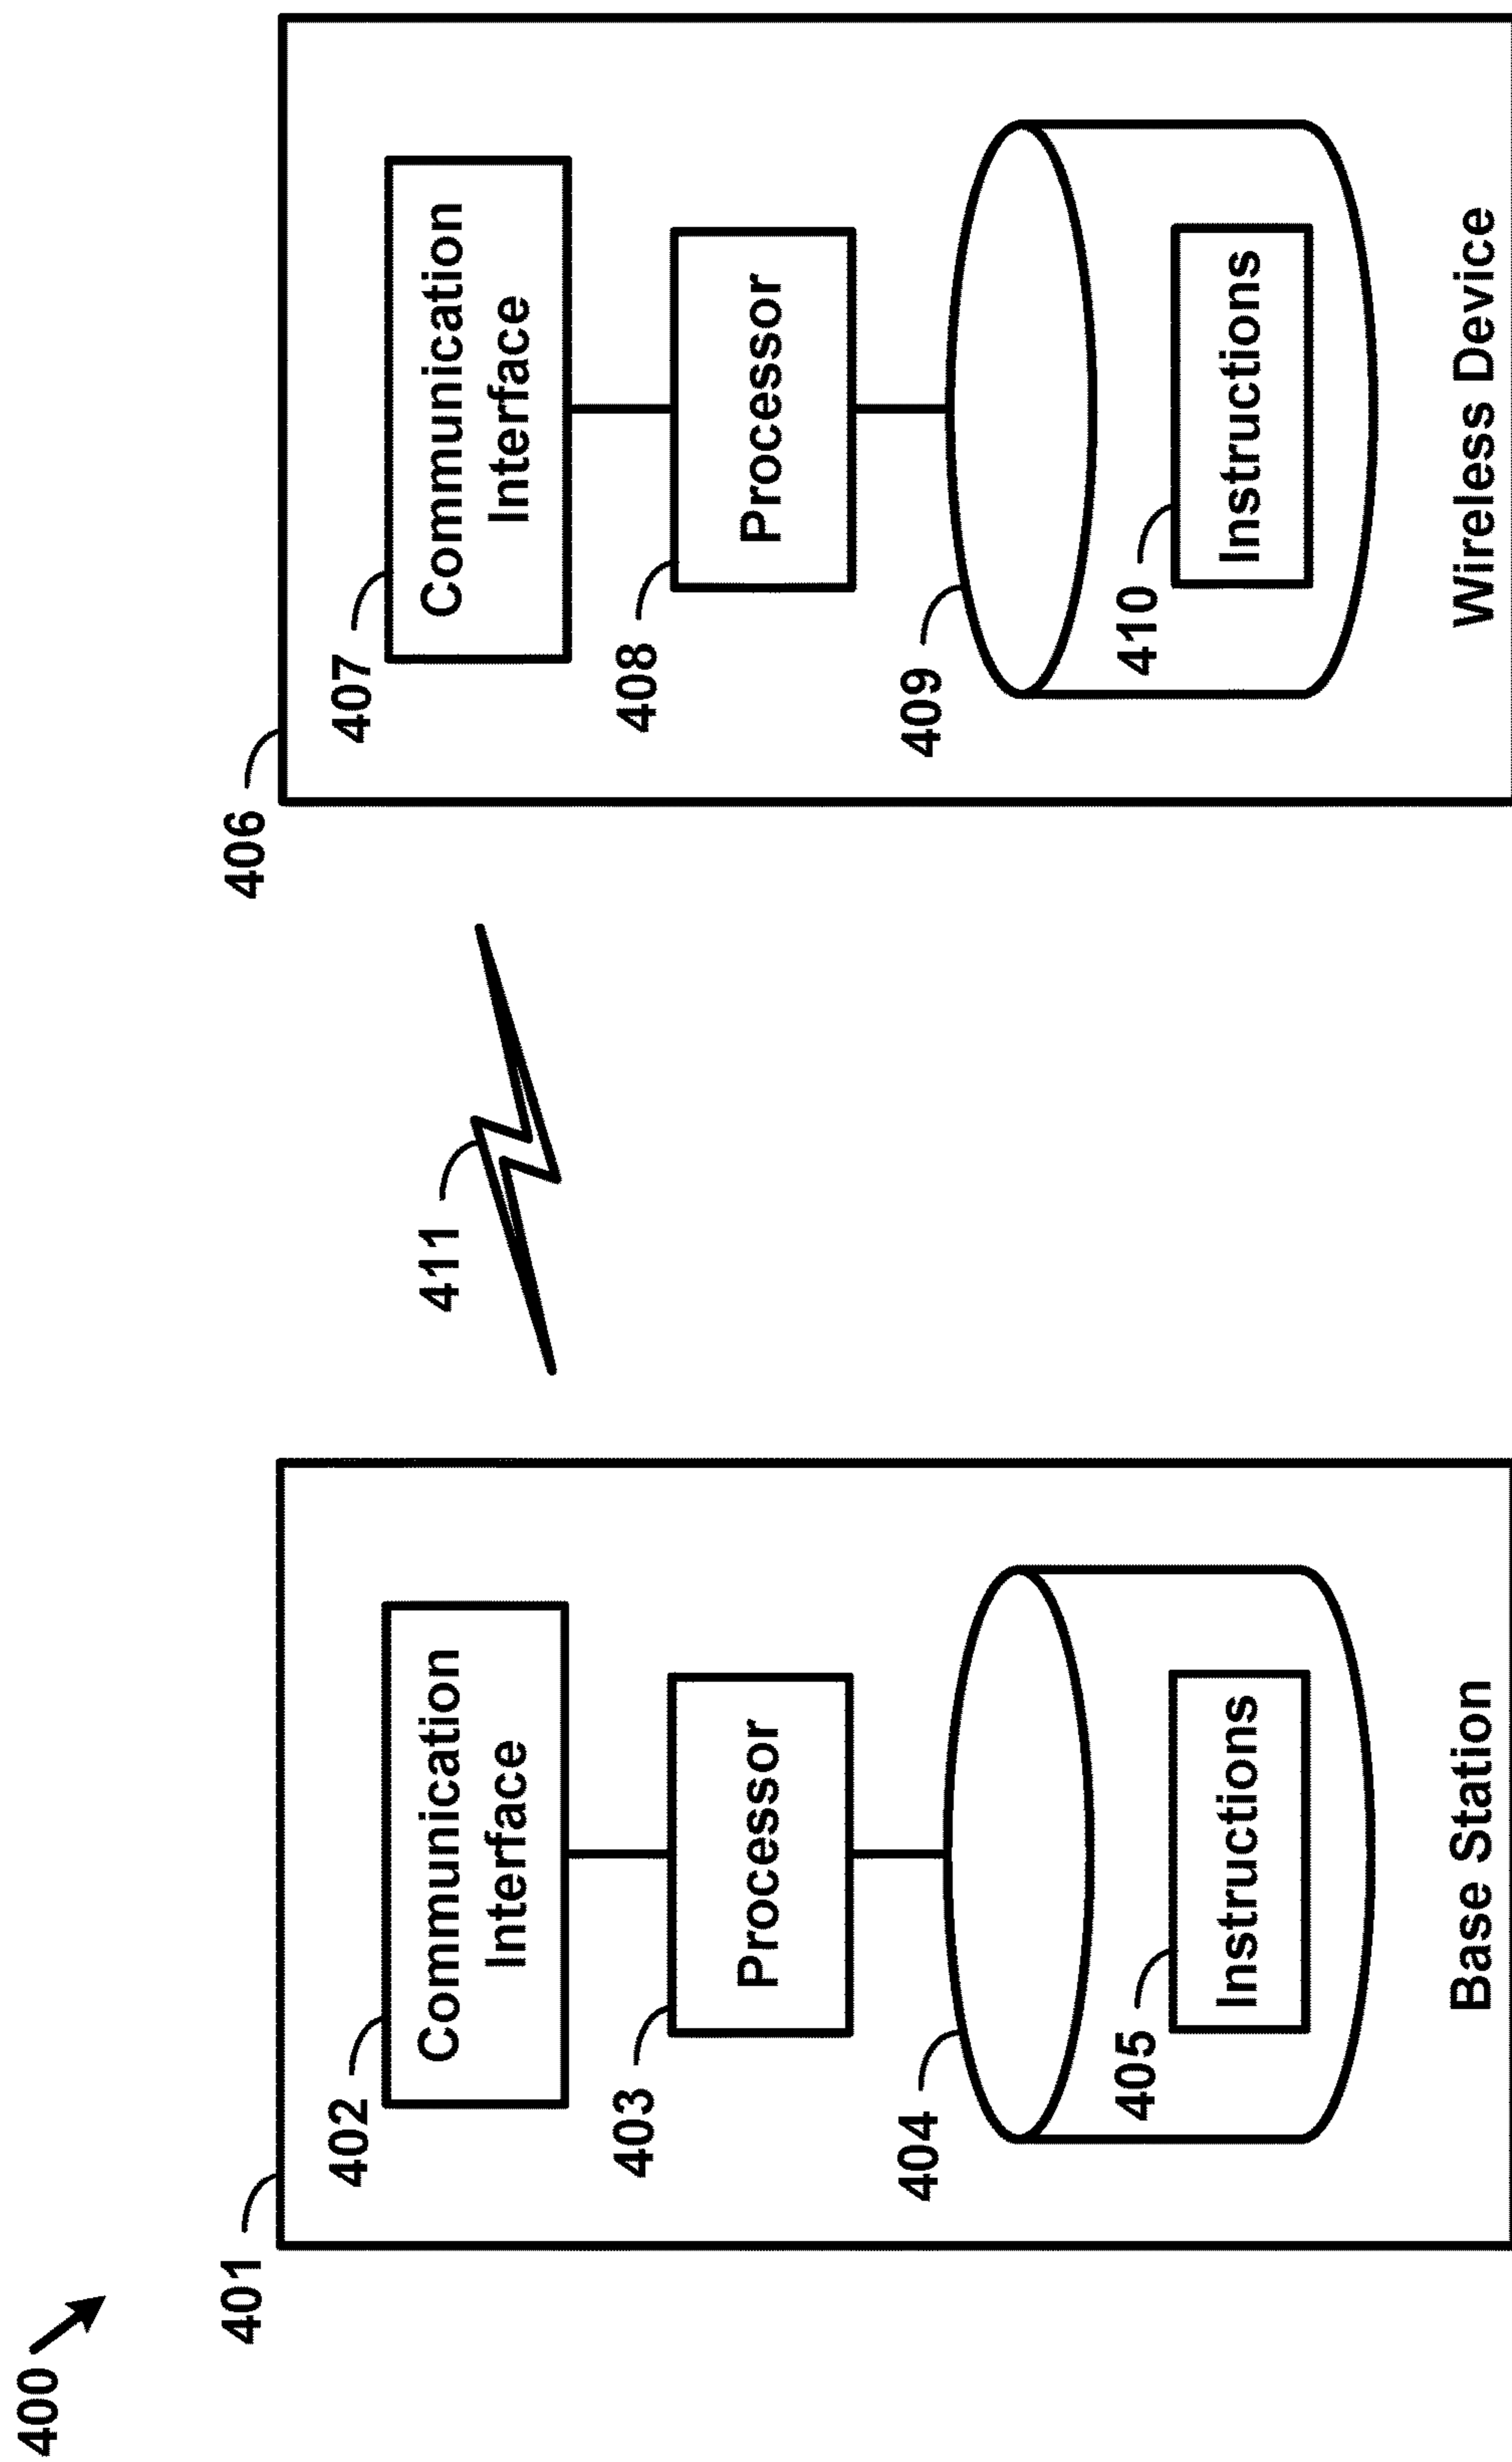 400
401
402
Communication
Interface
403
Processor
404
405
Instructions
Base Station
411
406
407
Communication
Interface
408
Processor
409
410
Instructions
Wireless Device